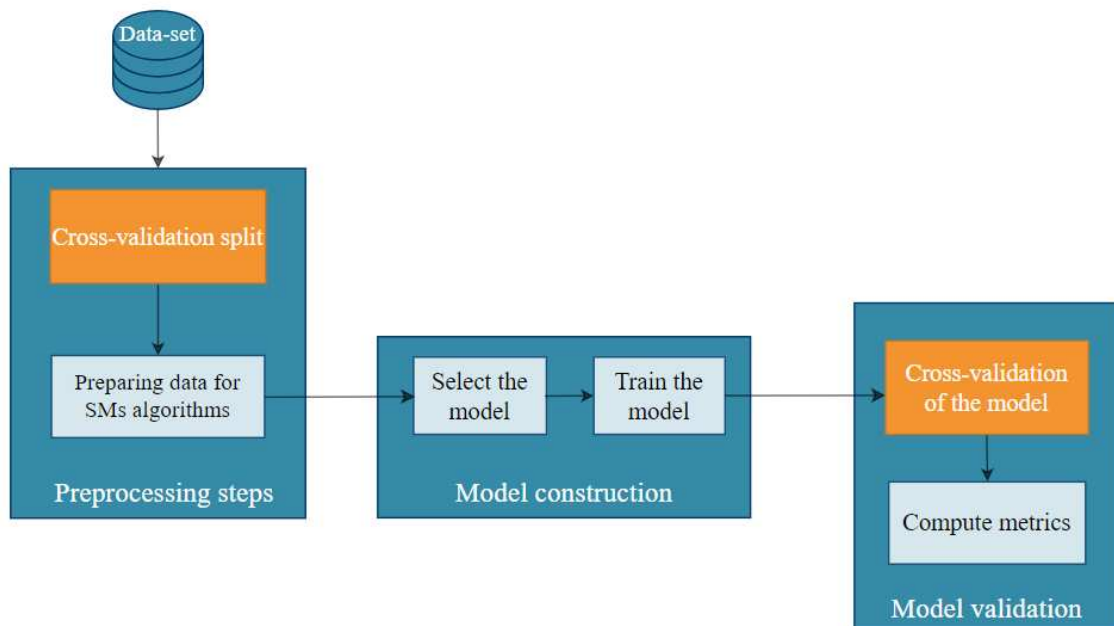 Data-set
Cross-validation split
Preparing data for
SMs algorithms
Preprocessing steps
Select the
model
Train the
model
Model construction
Cross-validation
of the model
Compute metrics
Model validation